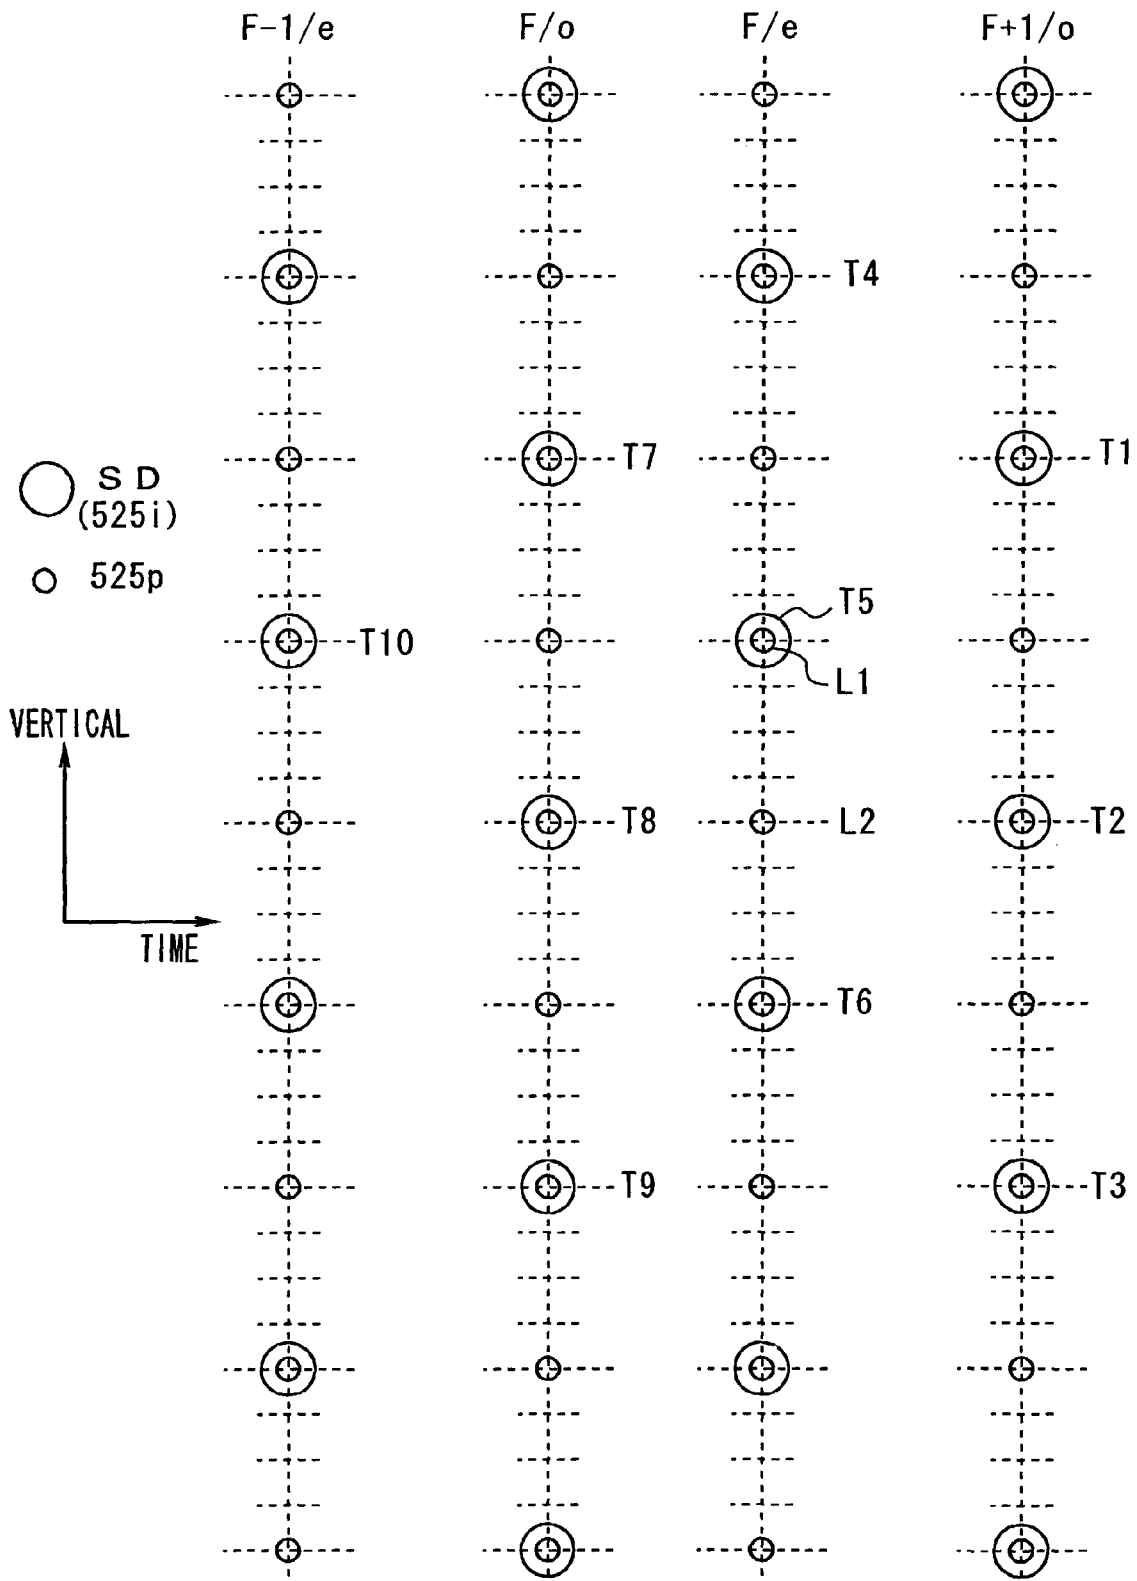 F-1/e F/o F/e F+1/o
T4
T7 T1
SD
(525i)
525p
T5
T10
L1
VERTICAL
T8 L2 T2
TIME
T6
T9 T3